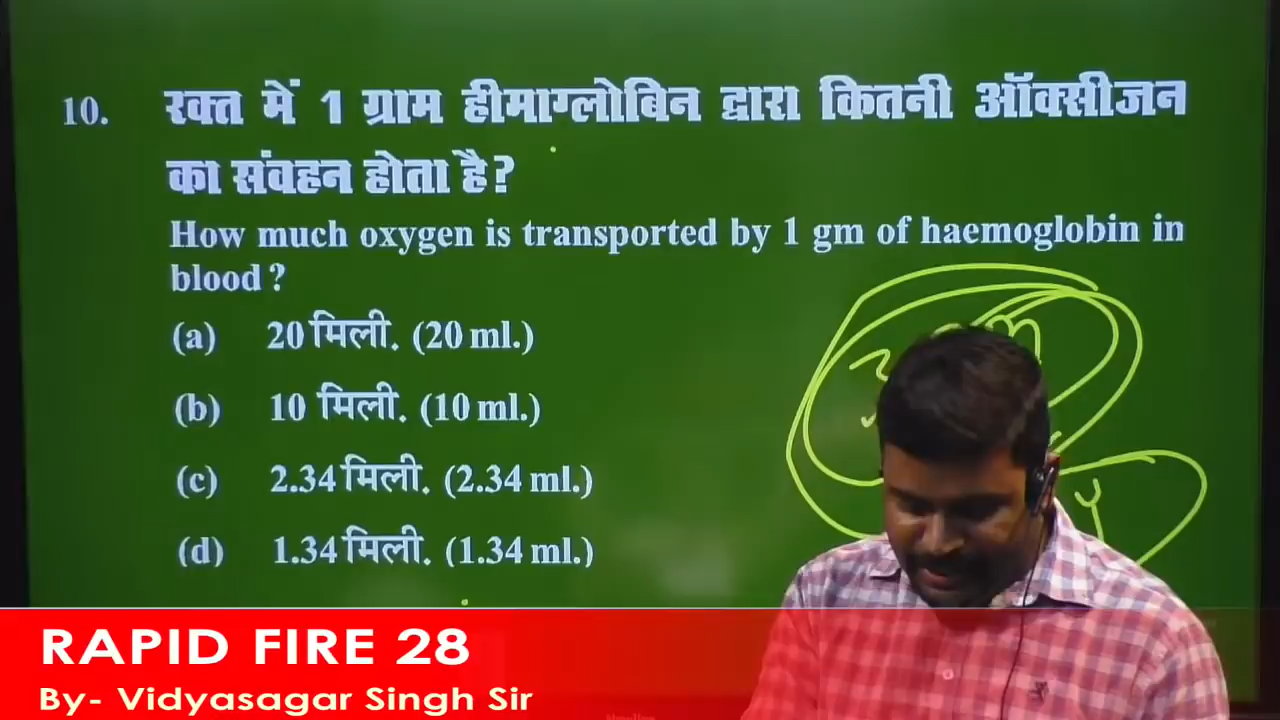 10. रक्त में 1 ग्राम हीमाग्लोबिन द्वारा कितनी ऑक्सीजन
का संवहन होता है?
How much oxygen is transported by 1 gm of haemoglobin in
blood?
(a) 20 मिली. (20 ml.)
(b) 10 मिली. (10 ml.)
(c) 2.34 मिली. (2.34 ml.)
(d) 1.34 मिली. (1.34 ml.)
RAPID FIRE 28
By- Vidyasagar Singh Sir